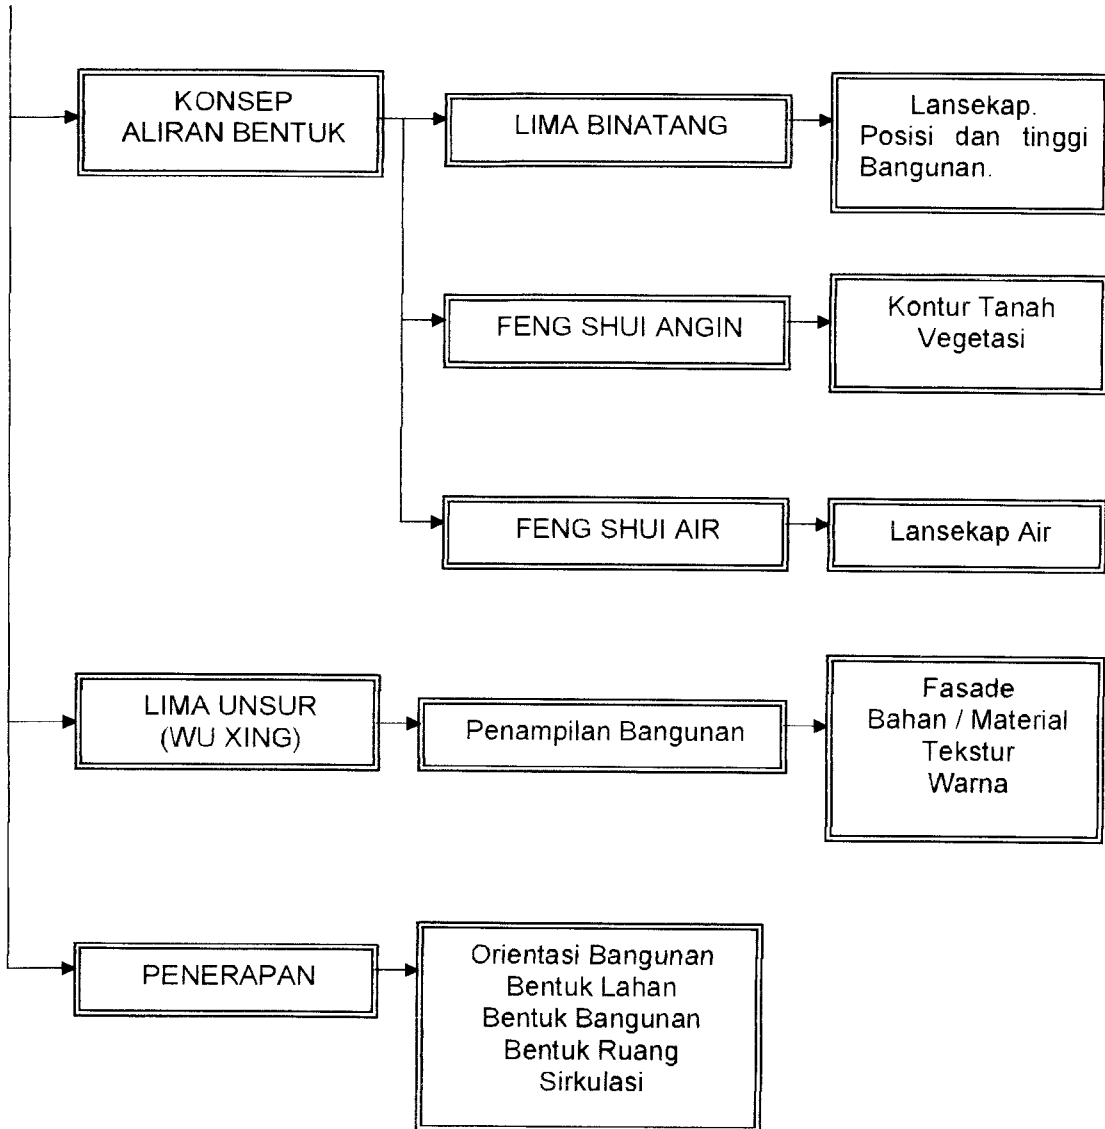 KONSEP
ALIRAN BENTUK
LIMA BINATANG
Lansekap.
Posisi dan tinggi
Bangunan.
FENG SHUI ANGIN
Kontur Tanah
Vegetasi
FENG SHUI AIR
Lansekap Air
LIMA UNSUR
(WU XING)
Penampilan Bangunan
Fasade
Bahan / Material
Tekstur
Warna
PENERAPAN
Orientasi Bangunan
Bentuk Lahan
Bentuk Bangunan
Bentuk Ruang
Sirkulasi